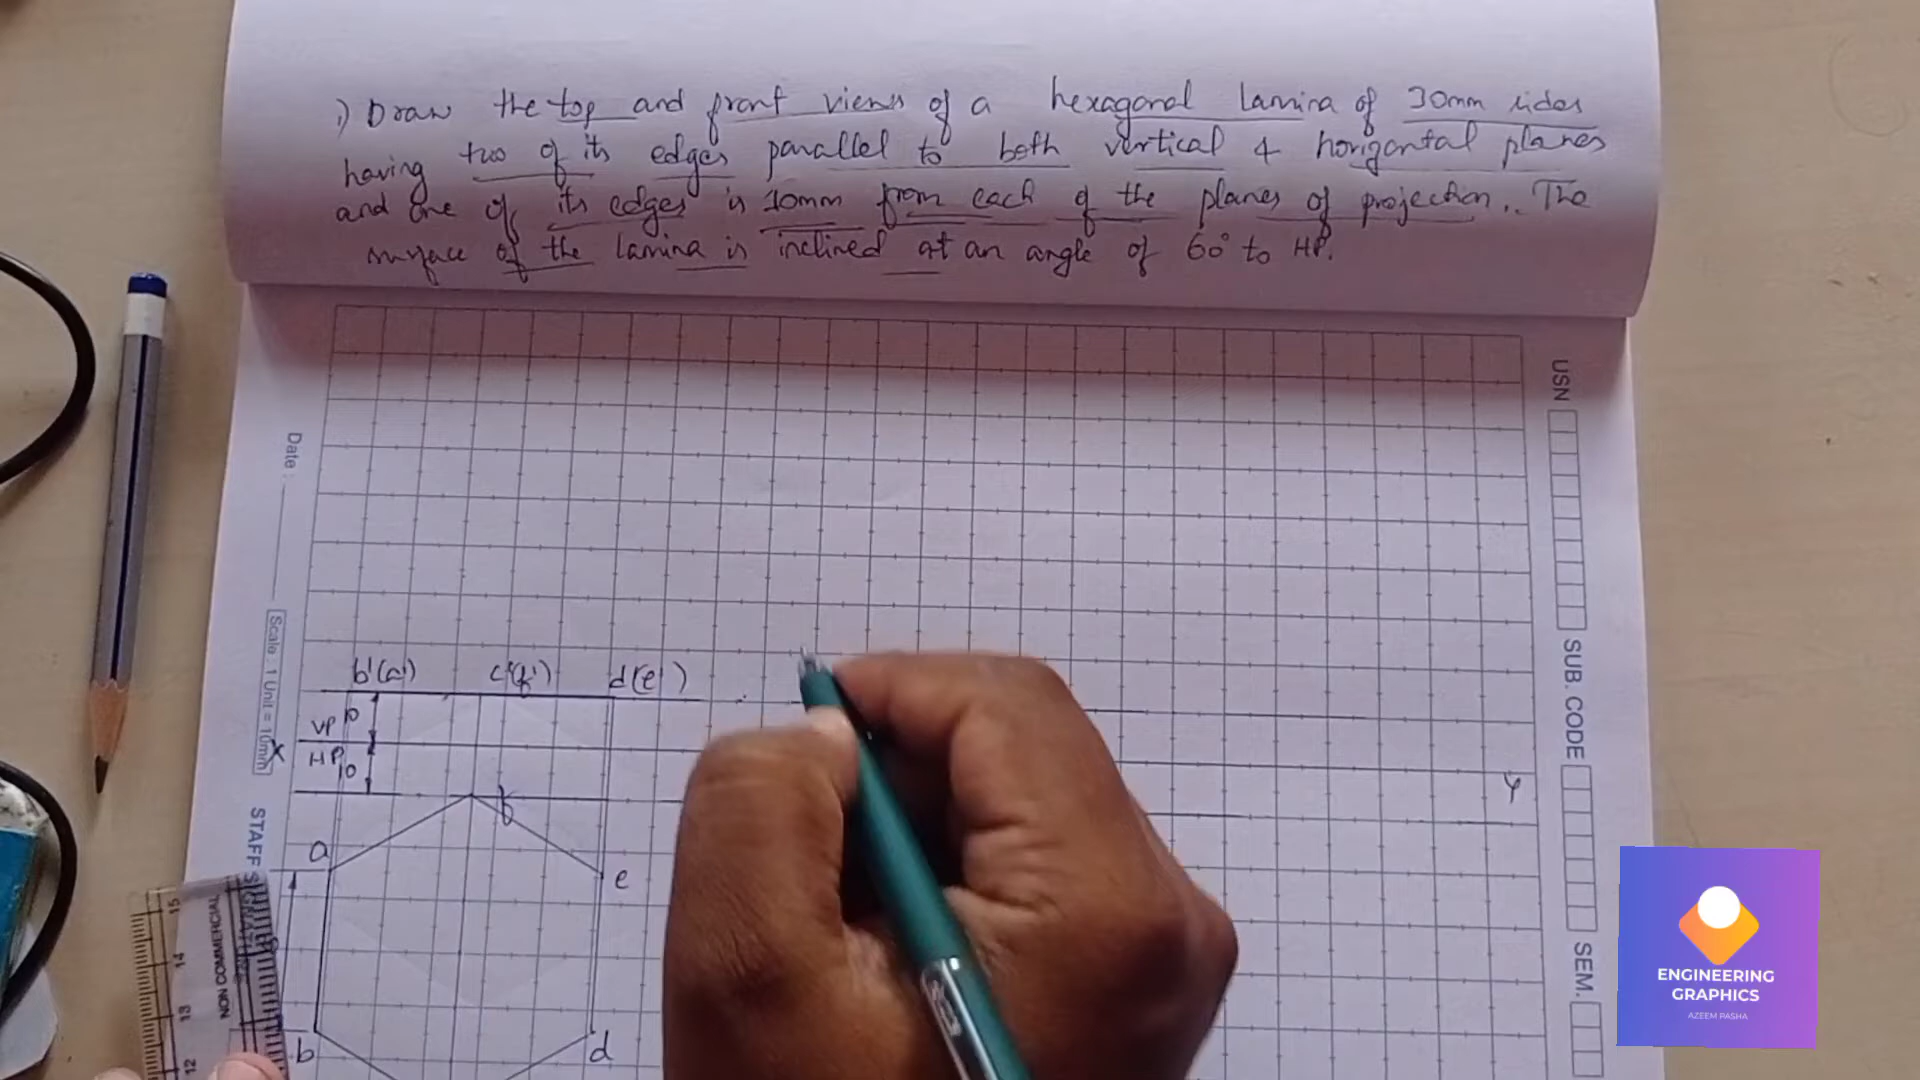 1) Draw the top and front views of a hexagonal lamina of 30mm sides
having two of its edges parallel to both vertical & horizontal planes
and one of its edges is 10mm from each of the planes of projection. The
surface of the lamina is inclined at an angle of 60° to HP.
USN
Date :
Scale : 1 Unit = 10mm
SUB. CODE
b'(a') c'(f') d'(e')
VP 10
HP 10
Y
f
a
e
STAFF
SEM.
15
14
13
12
NON COMMERCIAL
b d
ENGINEERING
GRAPHICS
AZEEM PASHA